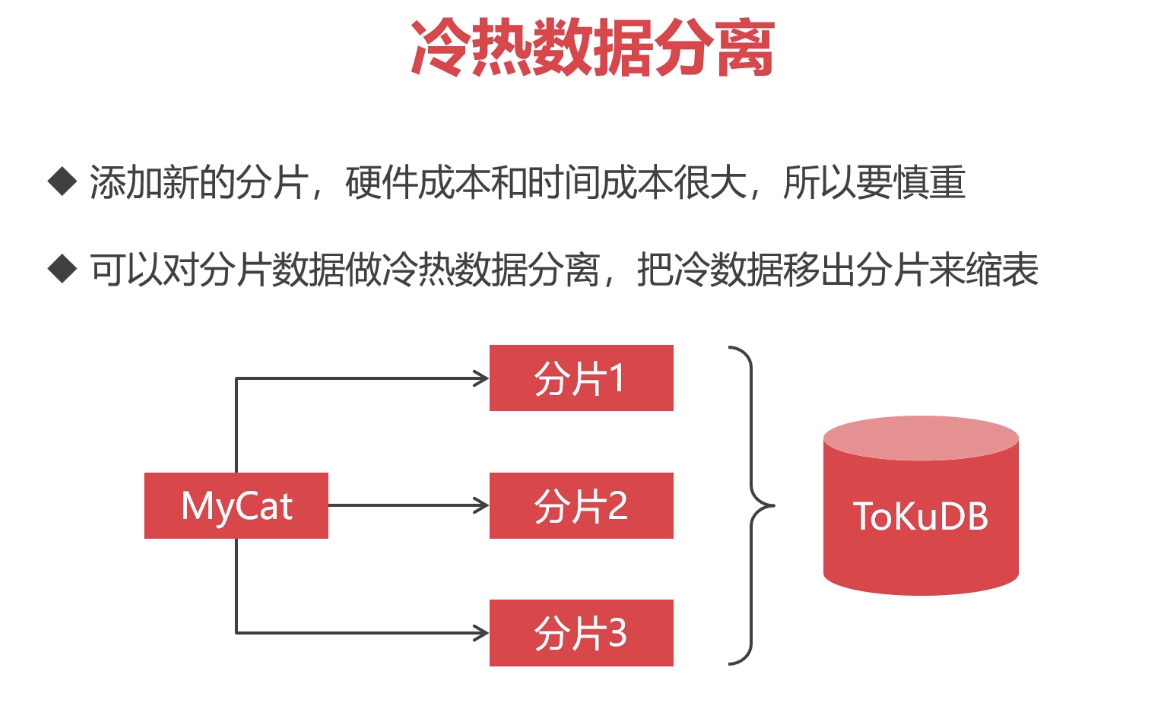 冷热数据分离
添加新的分片，硬件成本和时间成本很大，所以要慎重
可以对分片数据做冷热数据分离，把冷数据移出分片来缩表
分片1
MyCat
分片2
ToKuDB
分片3